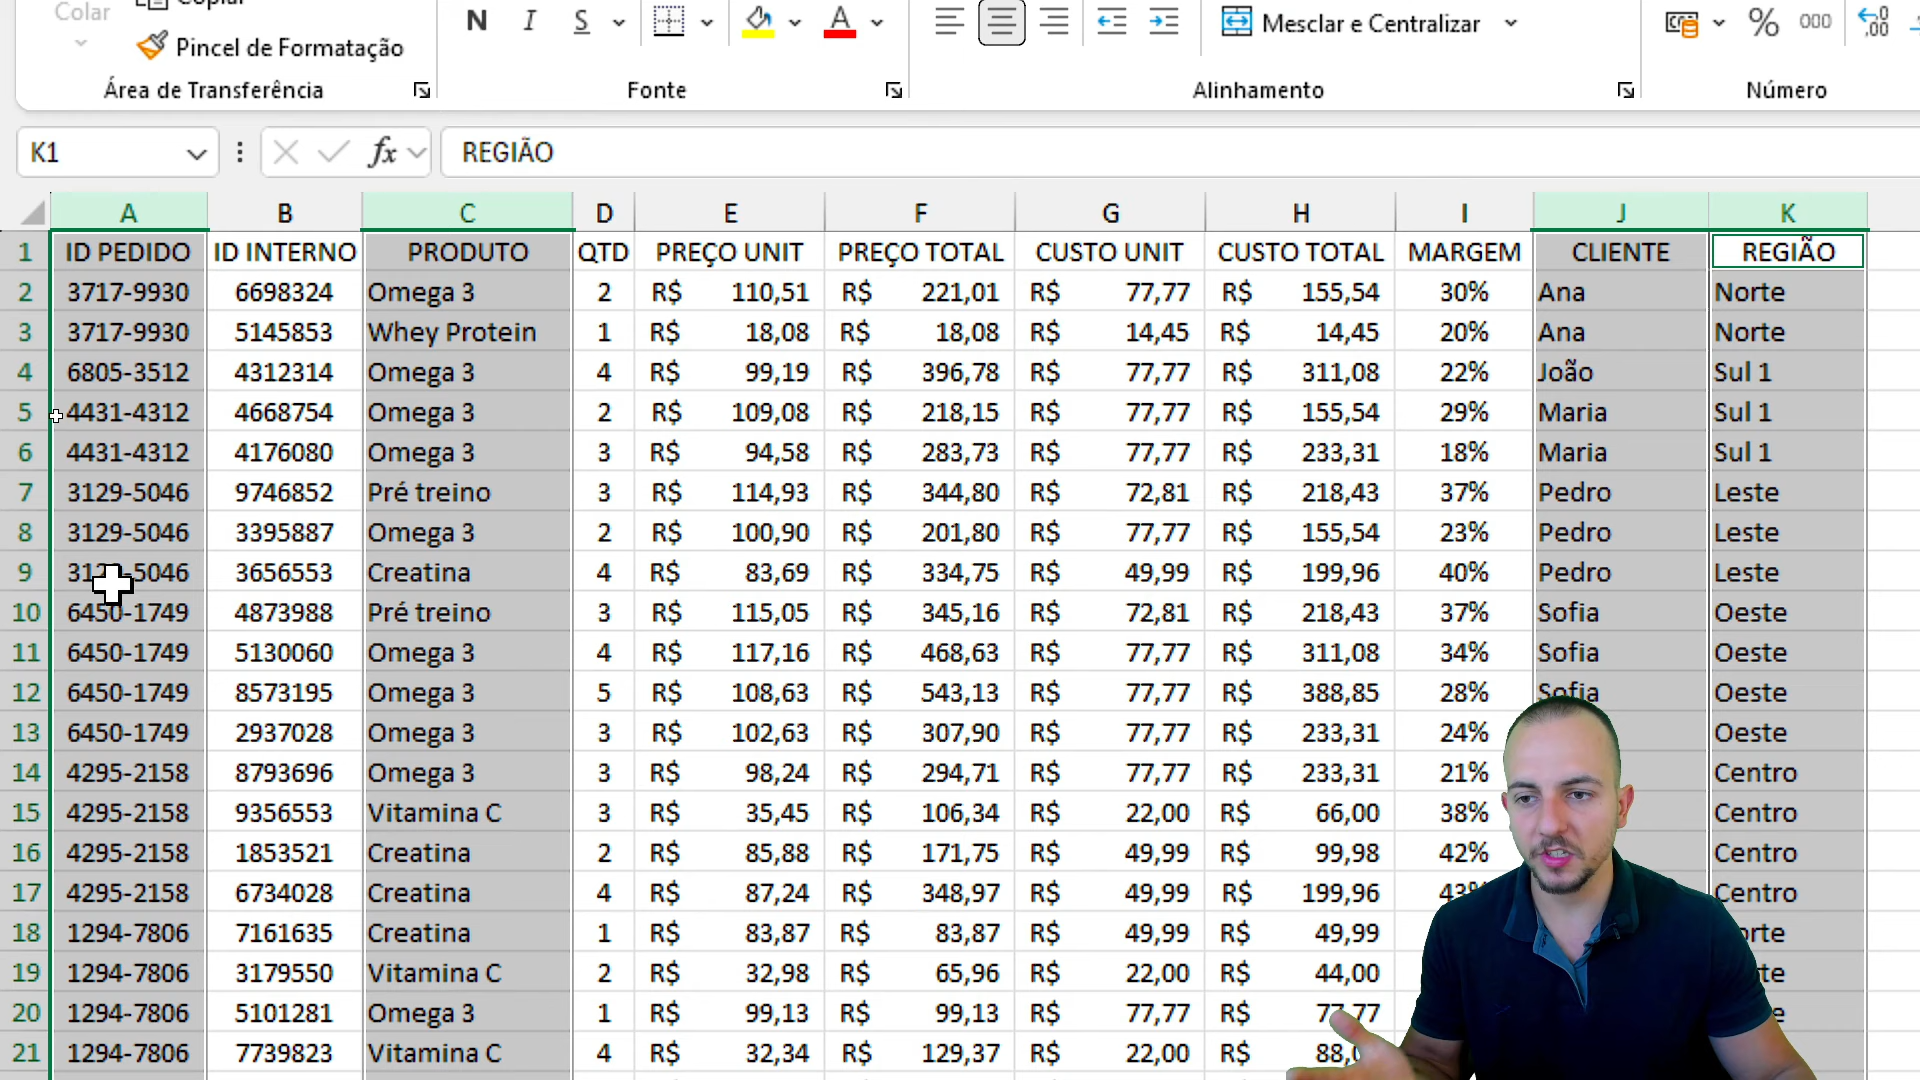 Colar
Pincel de Formatação
N I S
A
Mesclar e Centralizar
% 000
Área de Transferência
Fonte
Alinhamento
Número
K1
fx
REGIÃO
A B C D E F G H I J K
1 ID PEDIDO ID INTERNO PRODUTO QTD PREÇO UNIT PREÇO TOTAL CUSTO UNIT CUSTO TOTAL MARGEM CLIENTE REGIÃO
2 3717-9930 6698324 Omega 3 2 R$ 110,51 R$ 221,01 R$ 77,77 R$ 155,54 30% Ana Norte
3 3717-9930 5145853 Whey Protein 1 R$ 18,08 R$ 18,08 R$ 14,45 R$ 14,45 20% Ana Norte
4 6805-3512 4312314 Omega 3 4 R$ 99,19 R$ 396,78 R$ 77,77 R$ 311,08 22% João Sul 1
5 4431-4312 4668754 Omega 3 2 R$ 109,08 R$ 218,15 R$ 77,77 R$ 155,54 29% Maria Sul 1
6 4431-4312 4176080 Omega 3 3 R$ 94,58 R$ 283,73 R$ 77,77 R$ 233,31 18% Maria Sul 1
7 3129-5046 9746852 Pré treino 3 R$ 114,93 R$ 344,80 R$ 72,81 R$ 218,43 37% Pedro Leste
8 3129-5046 3395887 Omega 3 2 R$ 100,90 R$ 201,80 R$ 77,77 R$ 155,54 23% Pedro Leste
9 3129-5046 3656553 Creatina 4 R$ 83,69 R$ 334,75 R$ 49,99 R$ 199,96 40% Pedro Leste
10 6450-1749 4873988 Pré treino 3 R$ 115,05 R$ 345,16 R$ 72,81 R$ 218,43 37% Sofia Oeste
11 6450-1749 5130060 Omega 3 4 R$ 117,16 R$ 468,63 R$ 77,77 R$ 311,08 34% Sofia Oeste
12 6450-1749 8573195 Omega 3 5 R$ 108,63 R$ 543,13 R$ 77,77 R$ 388,85 28% Sofia Oeste
13 6450-1749 2937028 Omega 3 3 R$ 102,63 R$ 307,90 R$ 77,77 R$ 233,31 24% Oeste
14 4295-2158 8793696 Omega 3 3 R$ 98,24 R$ 294,71 R$ 77,77 R$ 233,31 21% Centro
15 4295-2158 9356553 Vitamina C 3 R$ 35,45 R$ 106,34 R$ 22,00 R$ 66,00 38% Centro
16 4295-2158 1853521 Creatina 2 R$ 85,88 R$ 171,75 R$ 49,99 R$ 99,98 42% Centro
17 4295-2158 6734028 Creatina 4 R$ 87,24 R$ 348,97 R$ 49,99 R$ 199,96 43% Centro
18 1294-7806 7161635 Creatina 1 R$ 83,87 R$ 83,87 R$ 49,99 R$ 49,99
19 1294-7806 3179550 Vitamina C 2 R$ 32,98 R$ 65,96 R$ 22,00 R$ 44,00
20 1294-7806 5101281 Omega 3 1 R$ 99,13 R$ 99,13 R$ 77,77 R$ 77,77
21 1294-7806 7739823 Vitamina C 4 R$ 32,34 R$ 129,37 R$ 22,00 R$